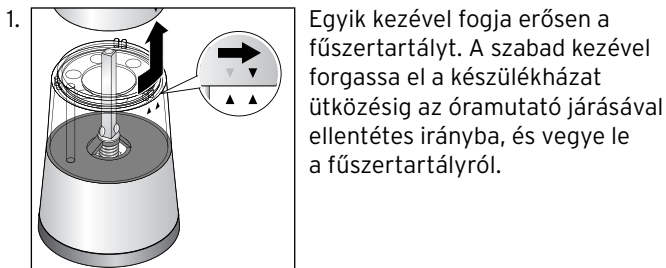 1.
Egyik kezével fogja erősen a
fűszertartályt. A szabad kezével
forgassa el a készülékházat
ütközésig az óramutató járásával
ellentétes irányba, és vegye le
a fűszertartályról.